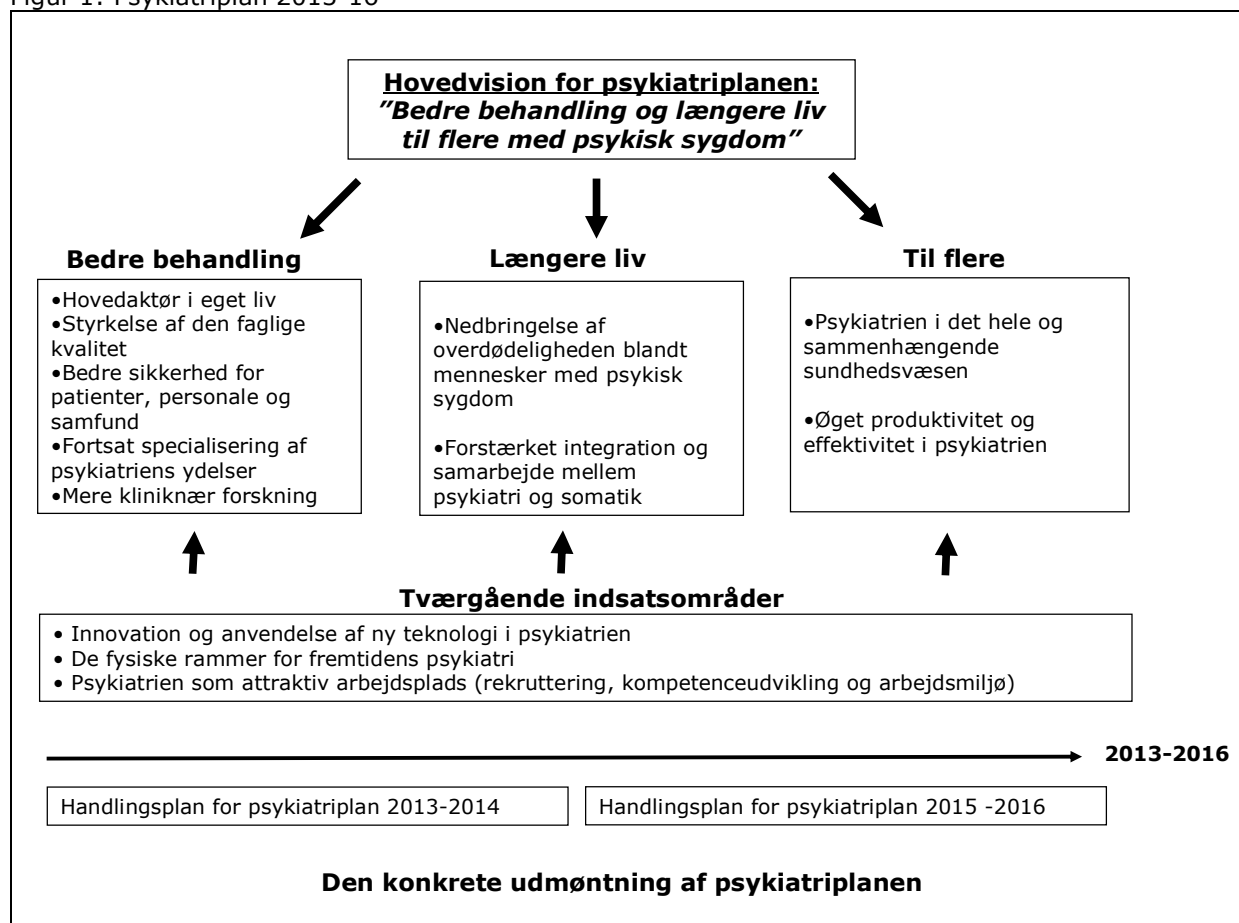 Figur 1: Psykiatriplan 2013-16
Hovedvision for psykiatriplanen:
”Bedre behandling og længere liv
til flere med psykisk sygdom”
Bedre behandling
•Hovedaktør i eget liv
•Styrkelse af den faglige
kvalitet
•Bedre sikkerhed for
patienter, personale og
samfund
•Fortsat specialisering af
psykiatriens ydelser
•Mere kliniknær forskning
Længere liv
•Nedbringelse af
overdødeligheden blandt
mennesker med psykisk
sygdom
•Forstærket integration og
samarbejde mellem
psykiatri og somatik
Til flere
•Psykiatrien i det hele og
sammenhængende
sundhedsvæsen
•Øget produktivitet og
effektivitet i psykiatrien
Tværgående indsatsområder
• Innovation og anvendelse af ny teknologi i psykiatrien
• De fysiske rammer for fremtidens psykiatri
• Psykiatrien som attraktiv arbejdsplads (rekruttering, kompetenceudvikling og arbejdsmiljø)
2013-2016
Handlingsplan for psykiatriplan 2013-2014
Handlingsplan for psykiatriplan 2015 -2016
Den konkrete udmøntning af psykiatriplanen